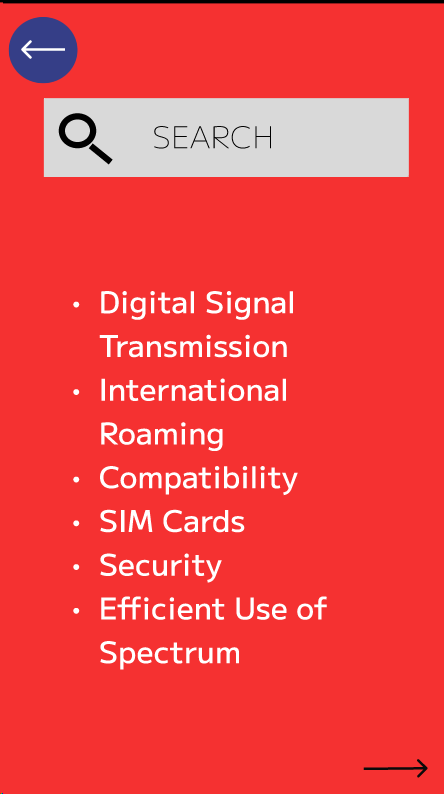 SEARCH
• Digital Signal
Transmission
• International
Roaming
• Compatibility
• SIM Cards
• Security
• Efficient Use of
Spectrum